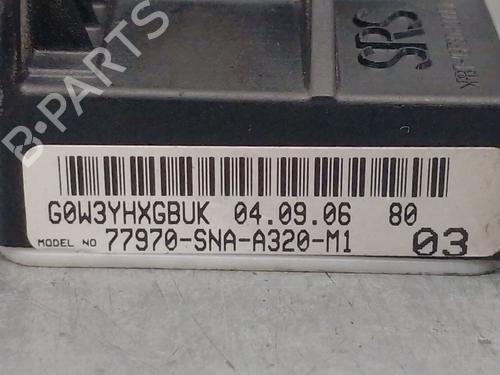 SRS
B-PARTS
G0W3YHXGBUK 04.09.06 80
MODEL NO 77970-SNA-A320-M1 03